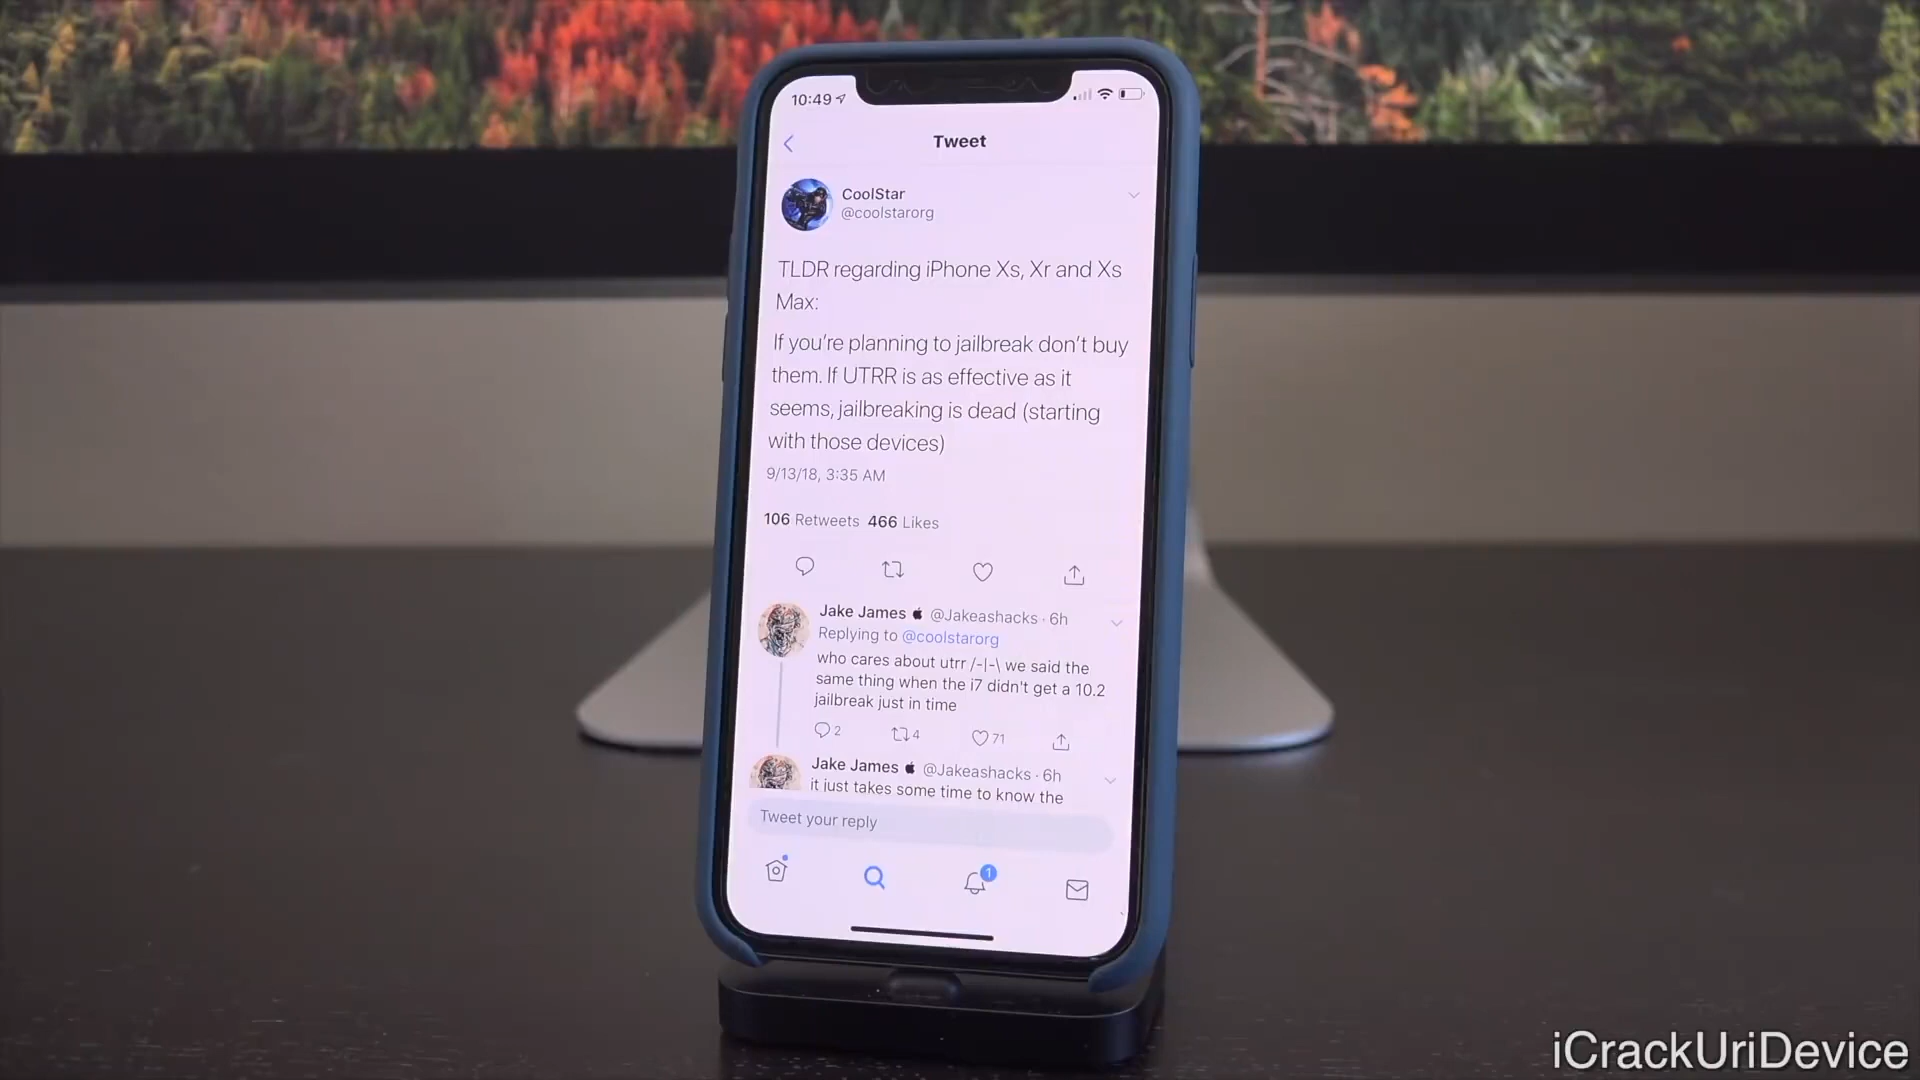 10:49
Tweet
CoolStar
@coolstarorg
TLDR regarding iPhone Xs, Xr and Xs
Max:
If you’re planning to jailbreak don’t buy
them. If UTRR is as effective as it
seems, jailbreaking is dead (starting
with those devices)
9/13/18, 3:35 AM
106 Retweets 466 Likes
Jake James @Jakeashacks · 6h
Replying to @coolstarorg
who cares about utrr /-|-\ we said the
same thing when the i7 didn't get a 10.2
jailbreak just in time
2 4 71
Jake James @Jakeashacks · 6h
it just takes some time to know the
Tweet your reply
1
iCrackUriDevice